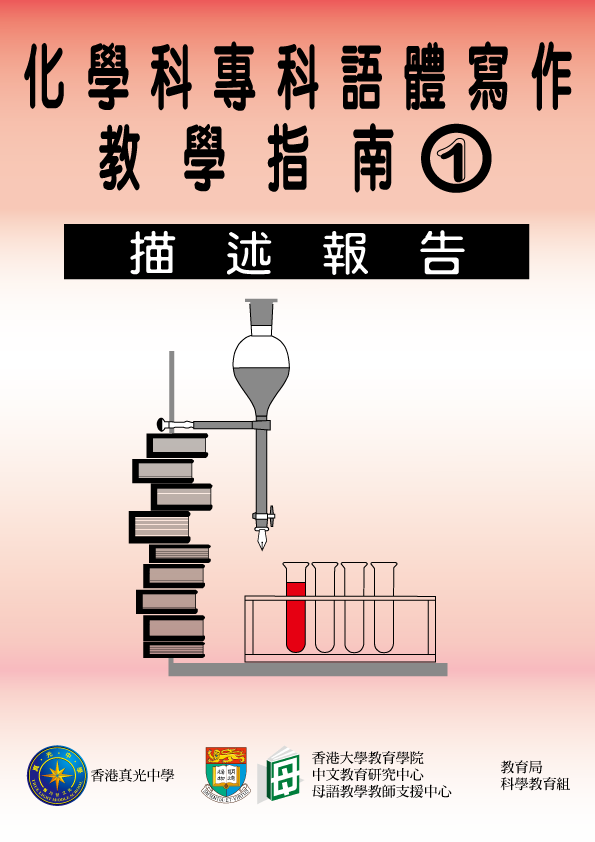 化學科專科語體寫作
教學指南①
描述報告
香港真光中學
香港大學教育學院
中文教育研究中心
母語教學教師支援中心
教育局
科學教育組